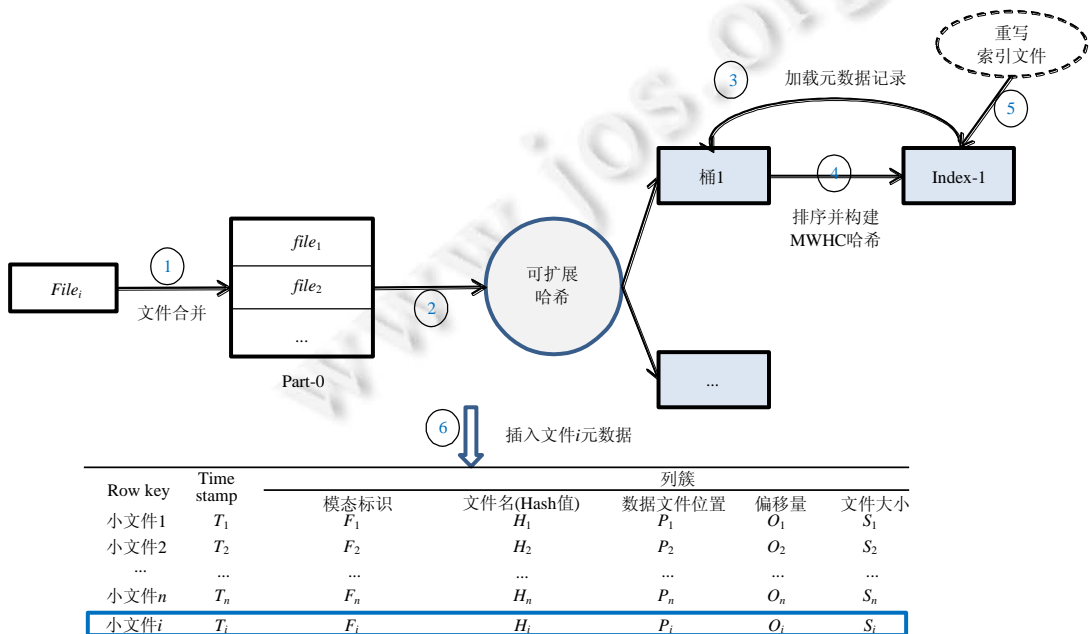 www.jos.org
重写
索引文件
3
加载元数据记录
5
桶1
4
Index-1
排序并构建
MWHC哈希
File_i
1
文件合并
file_1
file_2
...
Part-0
2
可扩展
哈希
...
6
插入文件i元数据
Row key Time stamp 列簇
模态标识 文件名(Hash值) 数据文件位置 偏移量 文件大小
小文件1 T_1 F_1 H_1 P_1 O_1 S_1
小文件2 T_2 F_2 H_2 P_2 O_2 S_2
... ... ... ... ... ... ...
小文件n T_n F_n H_n P_n O_n S_n
小文件i T_i F_i H_i P_i O_i S_i